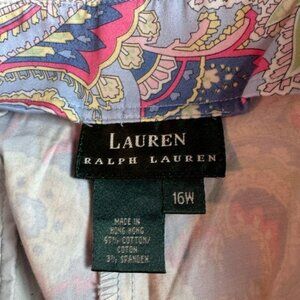 LAUREN
RALPH LAUREN
16W
MADE IN
HONG KONG
97% COTTON/
COTON
3% SPANDEX